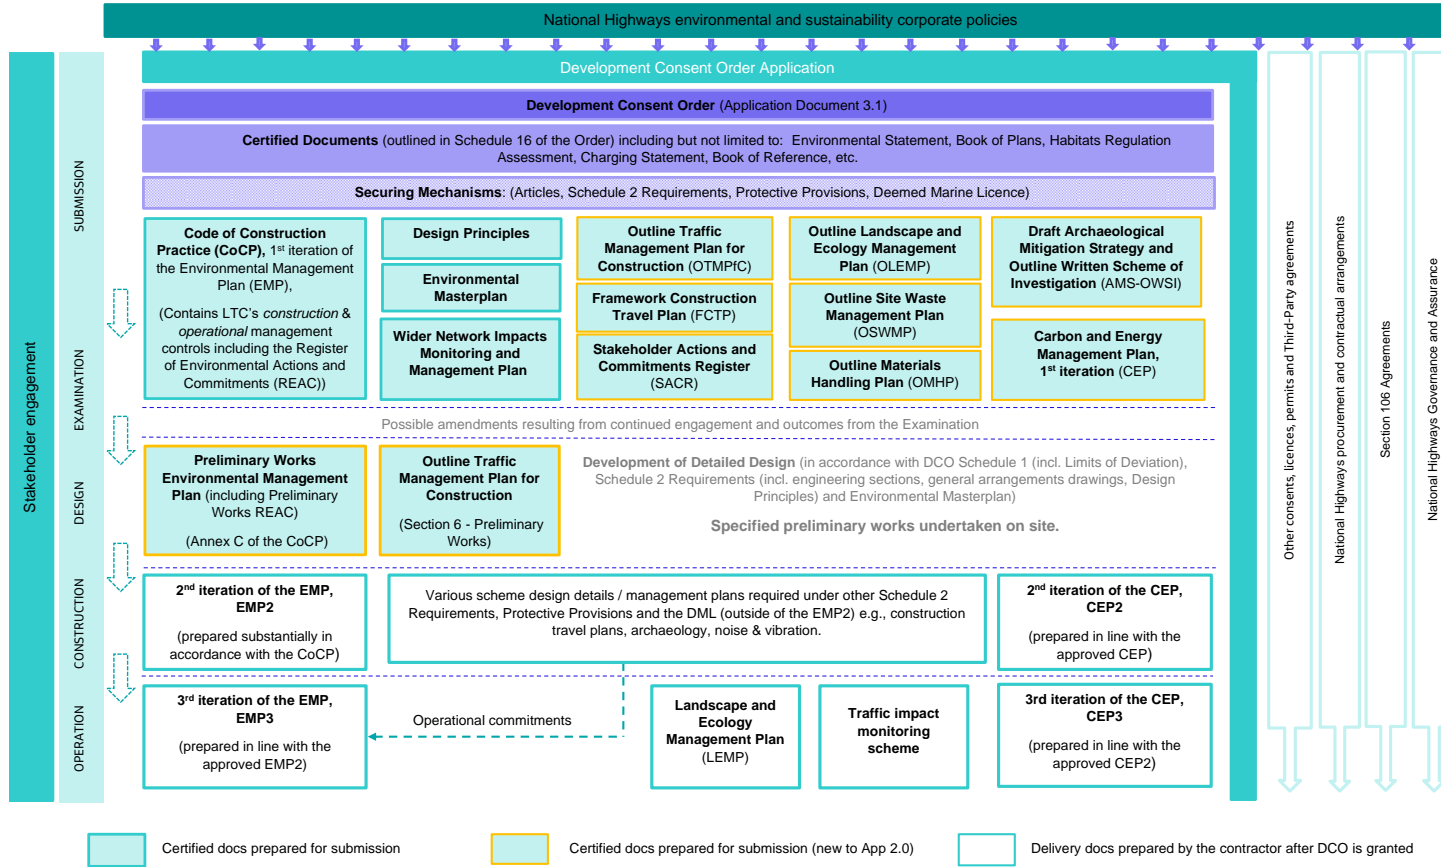 National Highways environmental and sustainability corporate policies
Stakeholder engagement
SUBMISSION
EXAMINATION
DESIGN
CONSTRUCTION
OPERATION
Development Consent Order Application
Development Consent Order (Application Document 3.1)
Certified Documents (outlined in Schedule 16 of the Order) including but not limited to: Environmental Statement, Book of Plans, Habitats Regulation
Assessment, Charging Statement, Book of Reference, etc.
Securing Mechanisms: (Articles, Schedule 2 Requirements, Protective Provisions, Deemed Marine Licence)
Code of Construction
Practice (CoCP), 1st iteration of
the Environmental Management
Plan (EMP),
(Contains LTC's construction &
operational management
controls including the Register
of Environmental Actions and
Commitments (REAC))
Design Principles
Environmental
Masterplan
Wider Network Impacts
Monitoring and
Management Plan
Outline Traffic
Management Plan for
Construction (OTMPfC)
Framework Construction
Travel Plan (FCTP)
Stakeholder Actions and
Commitments Register
(SACR)
Outline Landscape and
Ecology Management
Plan (OLEMP)
Outline Site Waste
Management Plan
(OSWMP)
Outline Materials
Handling Plan (OMHP)
Draft Archaeological
Mitigation Strategy and
Outline Written Scheme of
Investigation (AMS-OWSI)
Carbon and Energy
Management Plan,
1st iteration (CEP)
Possible amendments resulting from continued engagement and outcomes from the Examination
Preliminary Works
Environmental Management
Plan (including Preliminary
Works REAC)
(Annex C of the CoCP)
Outline Traffic
Management Plan for
Construction
(Section 6 - Preliminary
Works)
Development of Detailed Design (in accordance with DCO Schedule 1 (incl. Limits of Deviation),
Schedule 2 Requirements (incl. engineering sections, general arrangements drawings, Design
Principles) and Environmental Masterplan)
Specified preliminary works undertaken on site.
2nd iteration of the EMP,
EMP2
(prepared substantially in
accordance with the CoCP)
Various scheme design details / management plans required under other Schedule 2
Requirements, Protective Provisions and the DML (outside of the EMP2) e.g., construction
travel plans, archaeology, noise & vibration.
2nd iteration of the CEP,
CEP2
(prepared in line with the
approved CEP)
3rd iteration of the EMP,
EMP3
(prepared in line with the
approved EMP2)
Operational commitments
Landscape and
Ecology
Management Plan
(LEMP)
Traffic impact
monitoring
scheme
3rd iteration of the CEP,
CEP3
(prepared in line with the
approved CEP2)
Other consents, licences, permits and Third-Party agreements
National Highways procurement and contractual arrangements
Section 106 Agreements
National Highways Governance and Assurance
Certified docs prepared for submission
Certified docs prepared for submission (new to App 2.0)
Delivery docs prepared by the contractor after DCO is granted